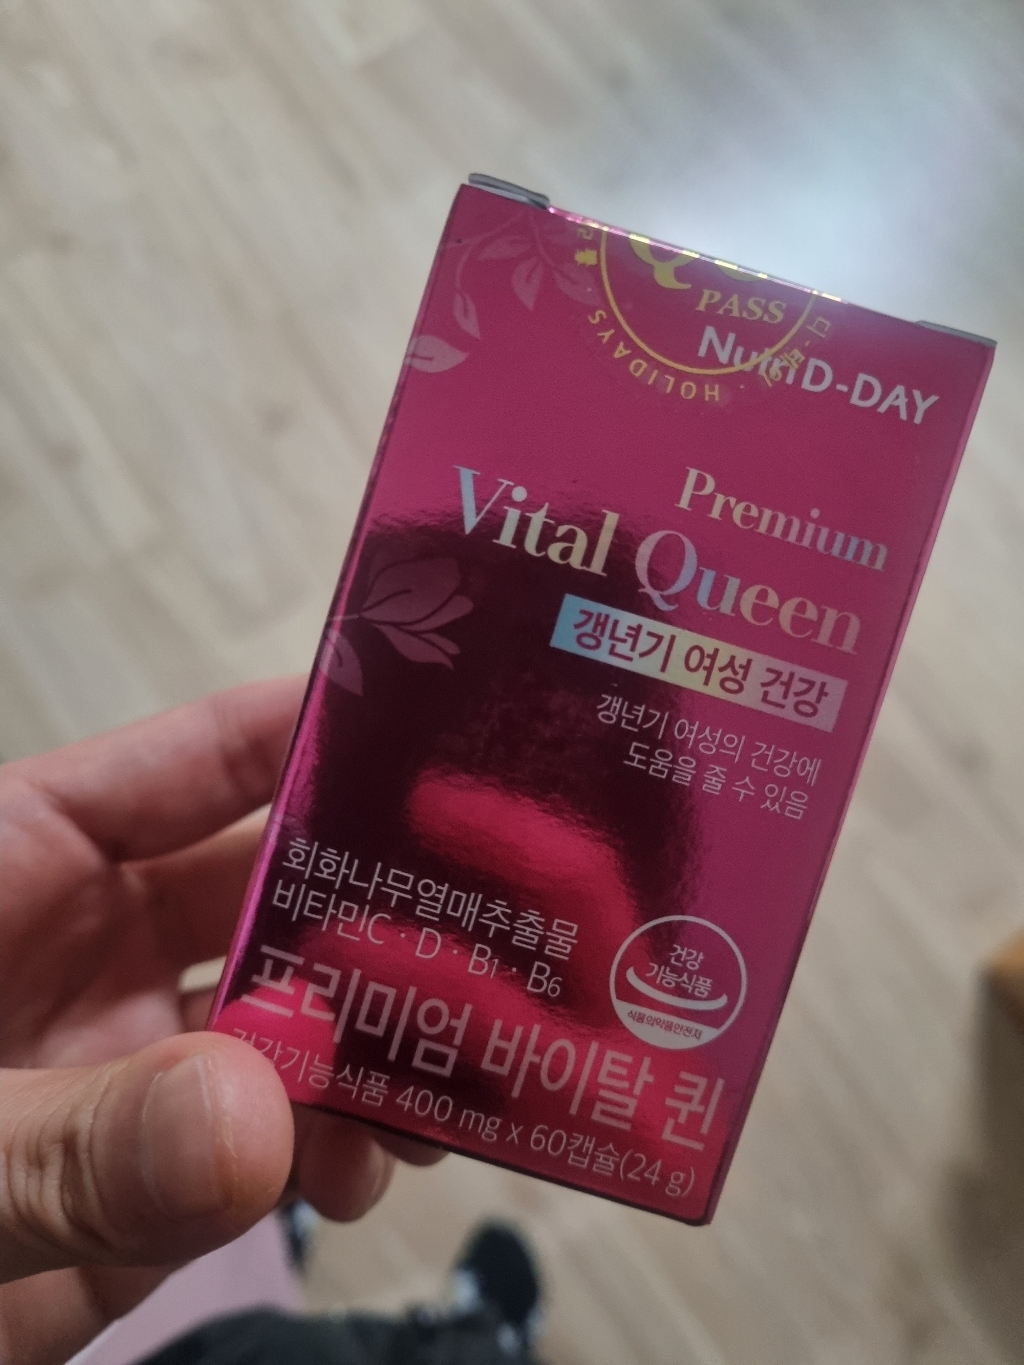 PASS
HOLIDAYS
NutriD-DAY
Premium
Vital Queen
갱년기 여성 건강
갱년기 여성의 건강에
도움을 줄 수 있음
회화나무열매추출물
비타민C · D · B1 · B6
건강
기능식품
식품의약품안전처
프리미엄 바이탈 퀸
건강기능식품 400 mg x 60캡슐(24 g)